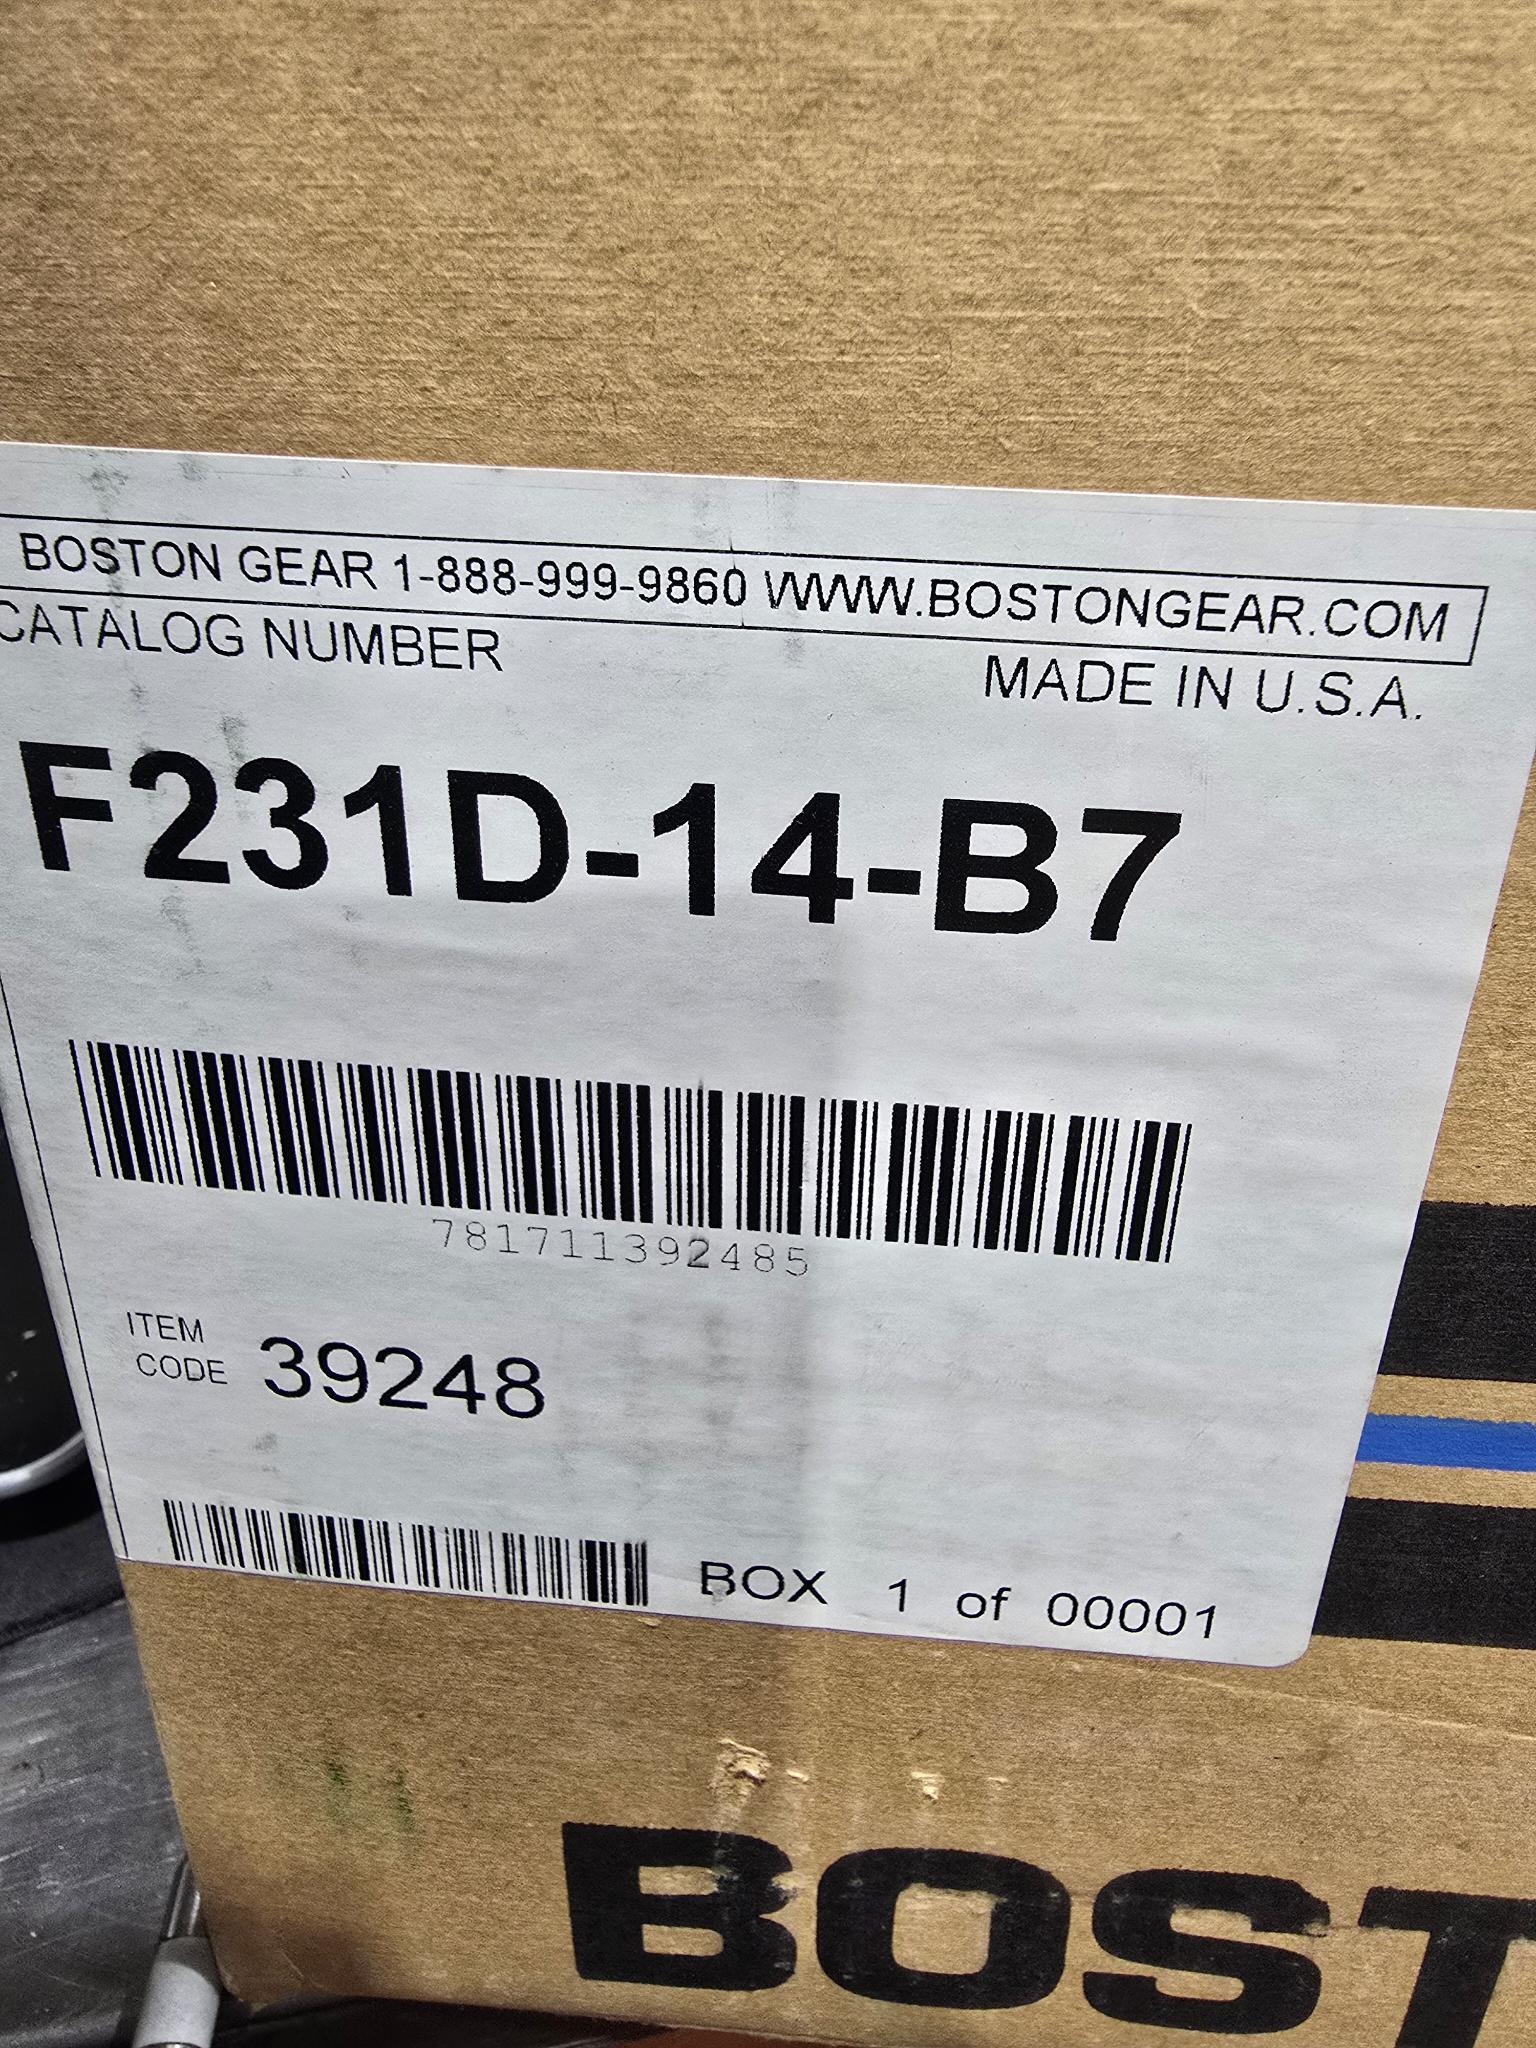 BOSTON GEAR 1-888-999-9860 WWW.BOSTONGEAR.COM
CATALOG NUMBER
MADE IN U.S.A.
F231D-14-B7
781711392485
ITEM
CODE 39248
BOX 1 of 00001
BOST